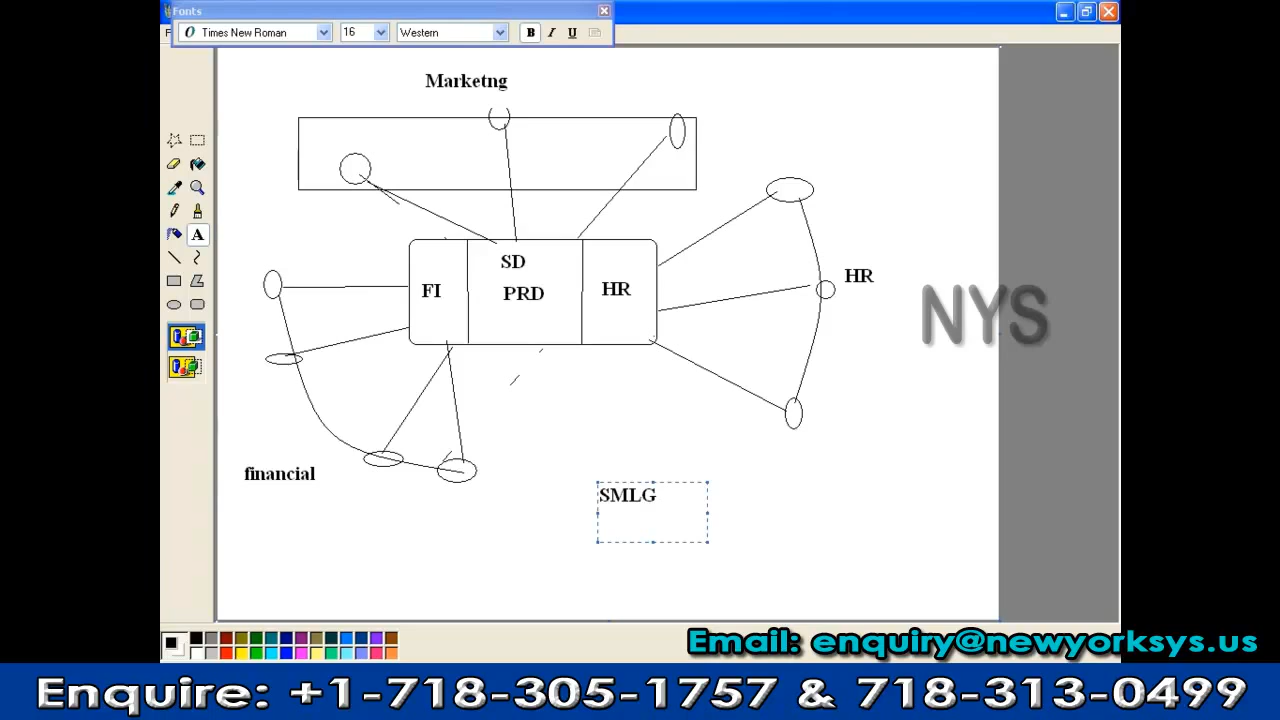 Fonts
Times New Roman 16 Western B I U
A
Marketng
SD
FI PRD HR
HR
NYS
financial
SMLG
Email: enquiry@newyorksys.us
Enquire: +1-718-305-1757 & 718-313-0499